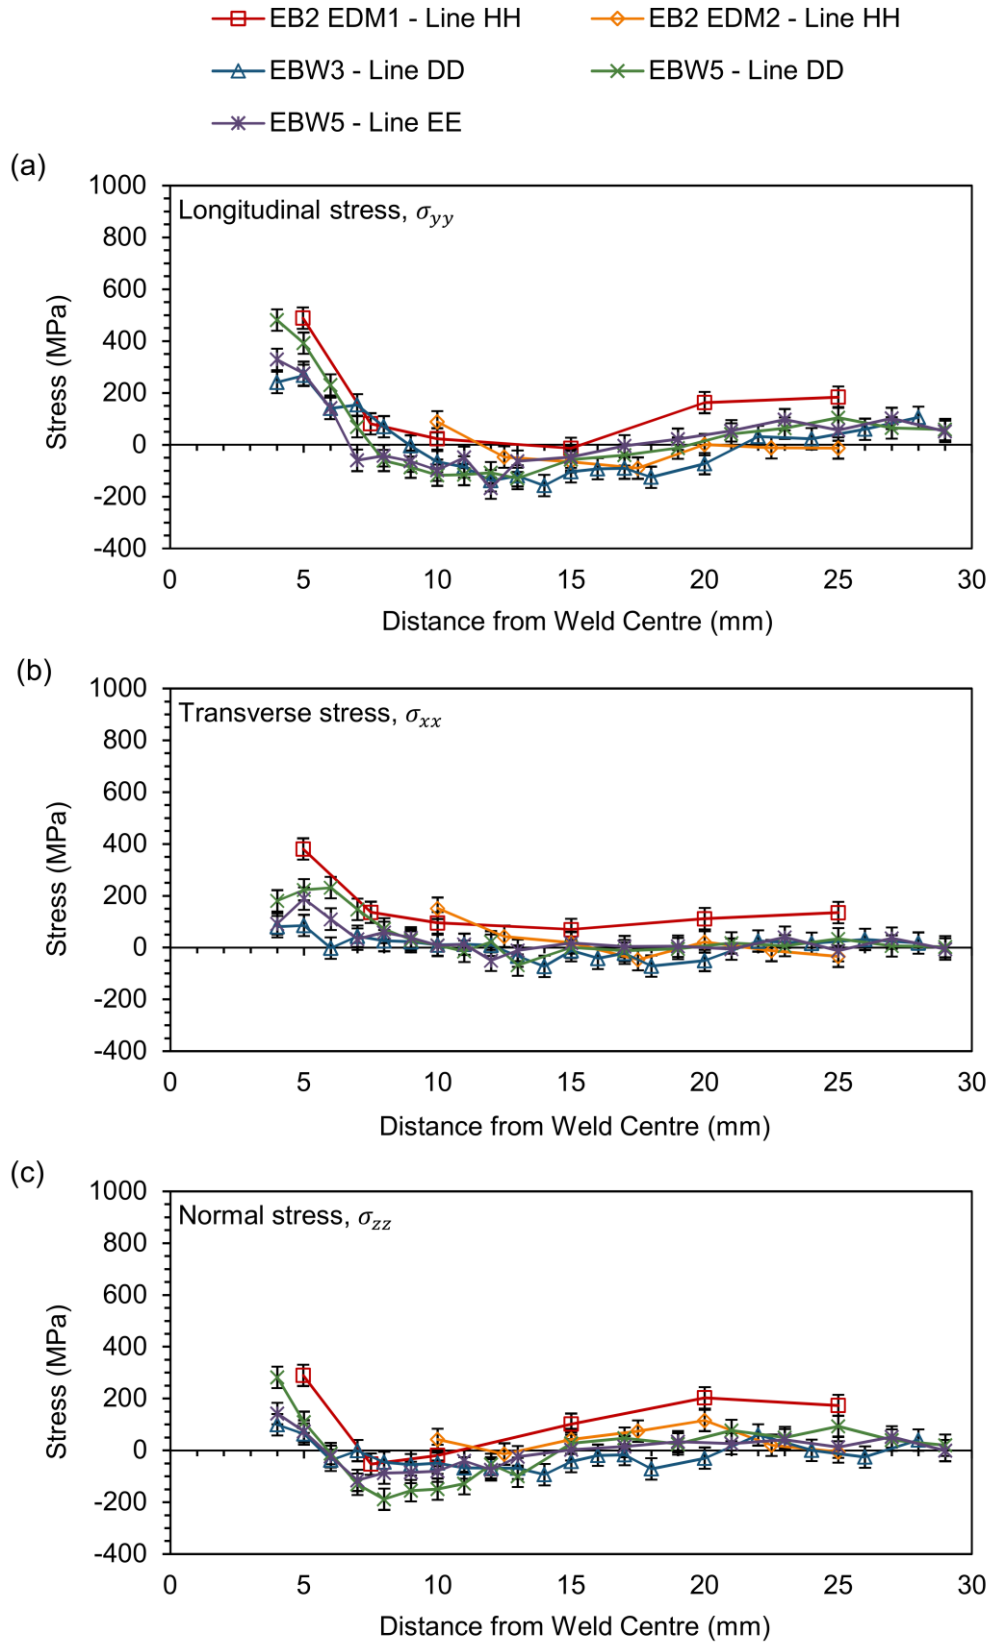 EB2 EDM1 - Line HH
EB2 EDM2 - Line HH
EBW3 - Line DD
EBW5 - Line DD
EBW5 - Line EE
(a)
1000
800
600
400
200
0
-200
-400
Longitudinal stress, σyy
Stress (MPa)
0 5 10 15 20 25 30
Distance from Weld Centre (mm)
(b)
1000
800
600
400
200
0
-200
-400
Transverse stress, σxx
Stress (MPa)
0 5 10 15 20 25 30
Distance from Weld Centre (mm)
(c)
1000
800
600
400
200
0
-200
-400
Normal stress, σzz
Stress (MPa)
0 5 10 15 20 25 30
Distance from Weld Centre (mm)